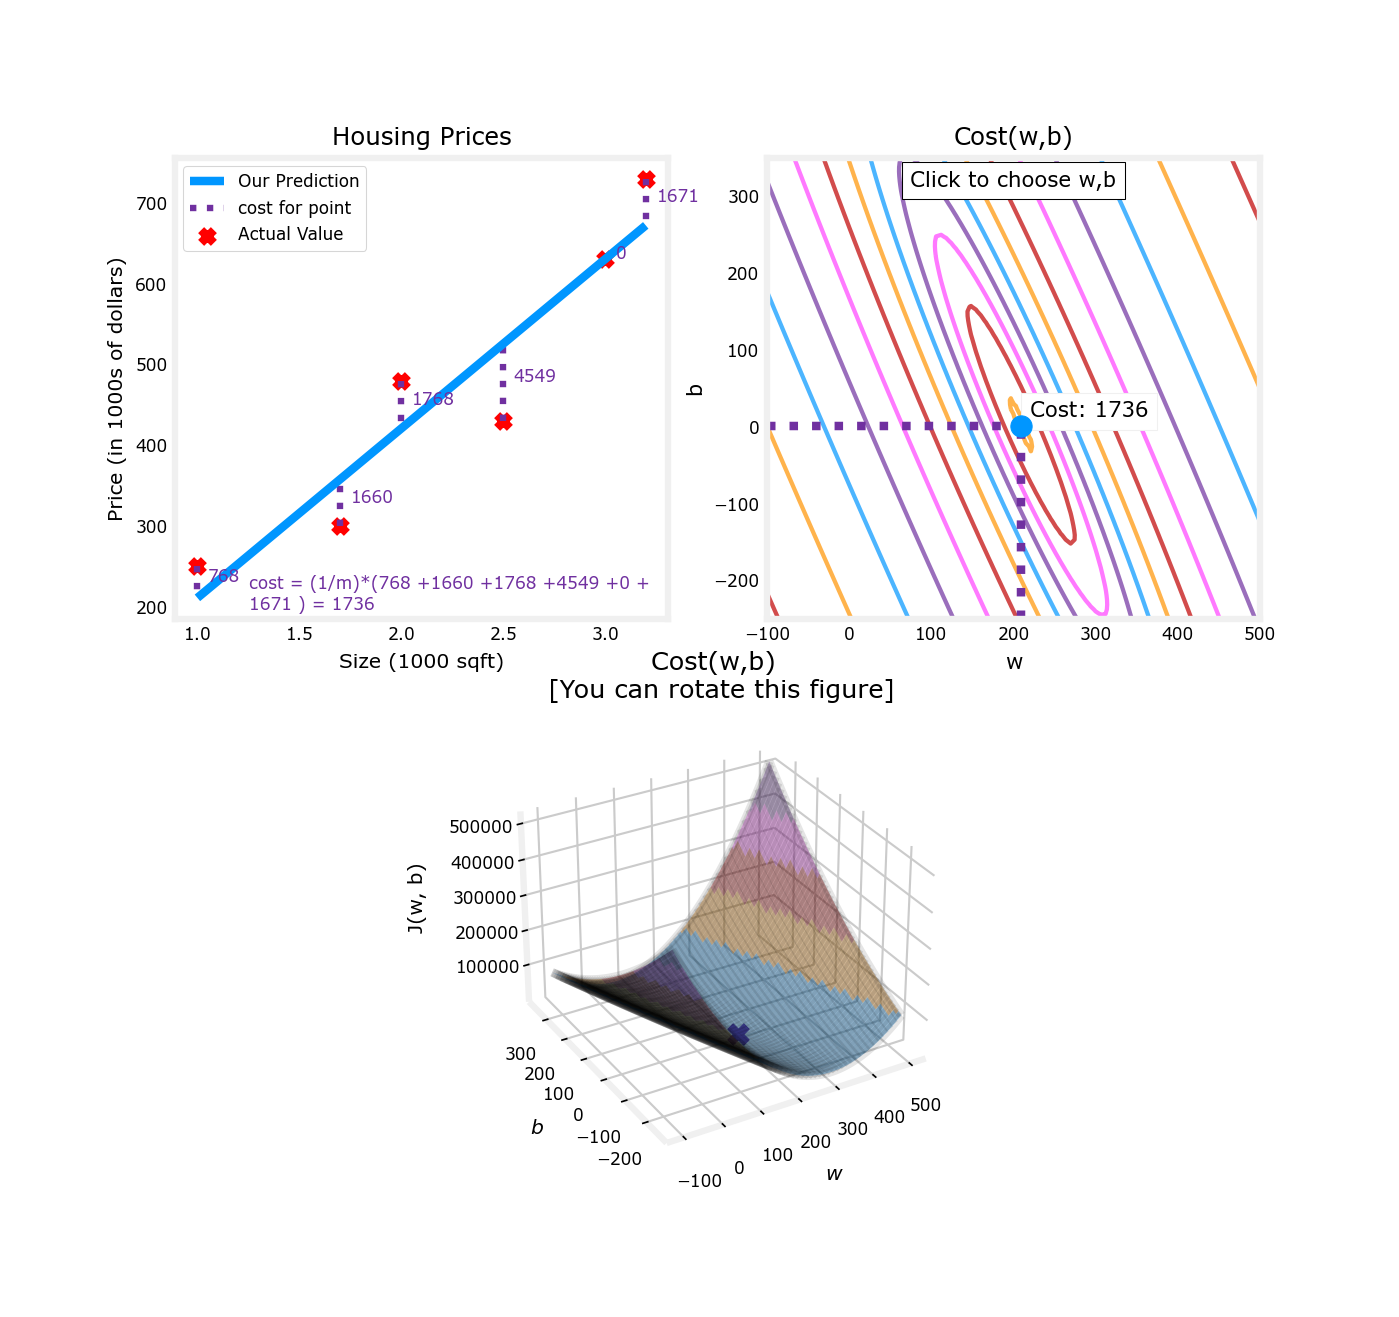 Housing Prices
Our Prediction
cost for point
Actual Value
700
600
500
400
300
200
Price (in 1000s of dollars)
1671
0
4549
1768
1660
768
cost = (1/m)*(768 +1660 +1768 +4549 +0 +
1671 ) = 1736
1.0 1.5 2.0 2.5 3.0
Size (1000 sqft)
Cost(w,b)
Click to choose w,b
300
200
100
0
−100
−200
b
Cost: 1736
−100 0 100 200 300 400 500
w
Cost(w,b)
[You can rotate this figure]
500000
400000
300000
200000
100000
J(w, b)
300
200
100
0
−100
−200
b
−100 0 100 200 300 400 500
w